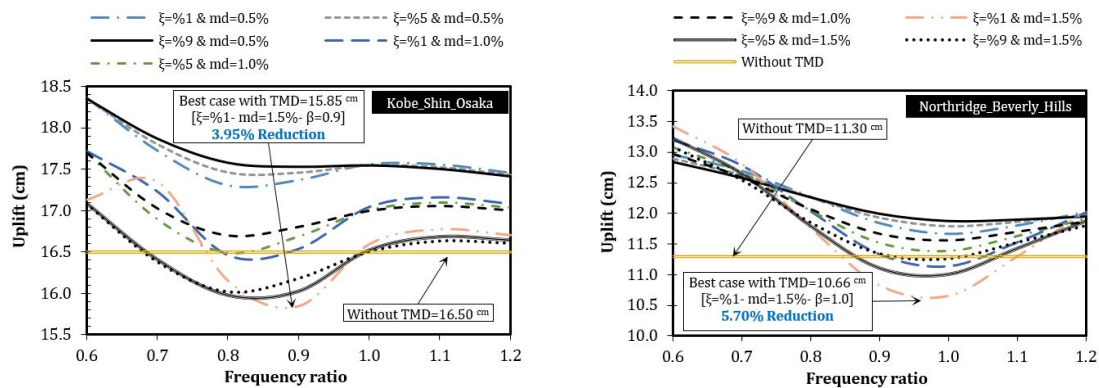 ξ=%1 & md=0.5%
ξ=%5 & md=0.5%
ξ=%9 & md=0.5%
ξ=%1 & md=1.0%
ξ=%5 & md=1.0%
18.5
18.0
17.5
17.0
16.5
16.0
15.5
Uplift (cm)
Best case with TMD=15.85 cm
[ξ=%1- md=1.5%- β=0.9]
3.95% Reduction
Kobe_Shin_Osaka
Without TMD=16.50 cm
0.6 0.7 0.8 0.9 1.0 1.1 1.2
Frequency ratio
ξ=%9 & md=1.0%
ξ=%1 & md=1.5%
ξ=%5 & md=1.5%
ξ=%9 & md=1.5%
Without TMD
14.0
13.5
13.0
12.5
12.0
11.5
11.0
10.5
10.0
Uplift (cm)
Northridge_Beverly_Hills
Without TMD=11.30 cm
Best case with TMD=10.66 cm
[ξ=%1- md=1.5%- β=1.0]
5.70% Reduction
0.6 0.7 0.8 0.9 1.0 1.1 1.2
Frequency ratio